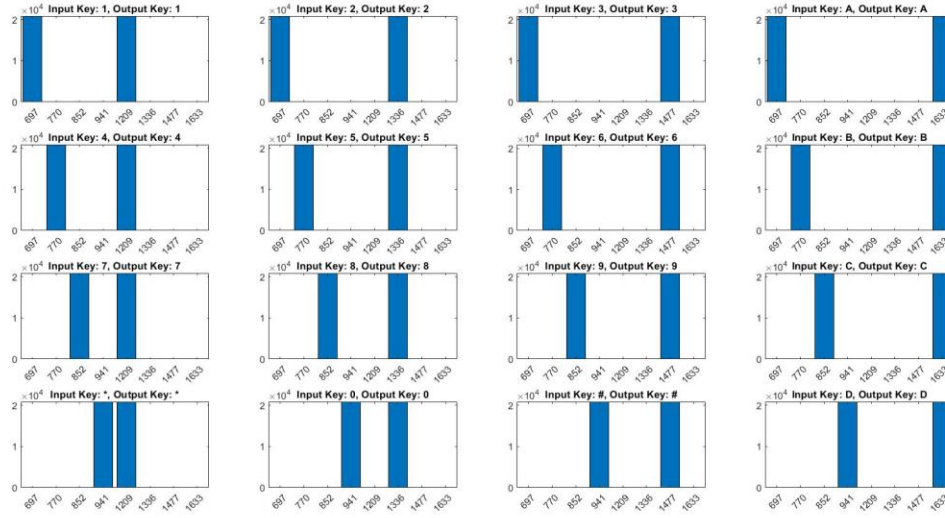 ×10⁴ Input Key: 1, Output Key: 1
2
1
0
697 770 852 941 1209 1336 1477 1633
×10⁴ Input Key: 2, Output Key: 2
2
1
0
697 770 852 941 1209 1336 1477 1633
×10⁴ Input Key: 3, Output Key: 3
2
1
0
697 770 852 941 1209 1336 1477 1633
×10⁴ Input Key: A, Output Key: A
2
1
0
697 770 852 941 1209 1336 1477 1633
×10⁴ Input Key: 4, Output Key: 4
2
1
0
697 770 852 941 1209 1336 1477 1633
×10⁴ Input Key: 5, Output Key: 5
2
1
0
697 770 852 941 1209 1336 1477 1633
×10⁴ Input Key: 6, Output Key: 6
2
1
0
697 770 852 941 1209 1336 1477 1633
×10⁴ Input Key: B, Output Key: B
2
1
0
697 770 852 941 1209 1336 1477 1633
×10⁴ Input Key: 7, Output Key: 7
2
1
0
697 770 852 941 1209 1336 1477 1633
×10⁴ Input Key: 8, Output Key: 8
2
1
0
697 770 852 941 1209 1336 1477 1633
×10⁴ Input Key: 9, Output Key: 9
2
1
0
697 770 852 941 1209 1336 1477 1633
×10⁴ Input Key: C, Output Key: C
2
1
0
697 770 852 941 1209 1336 1477 1633
×10⁴ Input Key: *, Output Key: *
2
1
0
697 770 852 941 1209 1336 1477 1633
×10⁴ Input Key: 0, Output Key: 0
2
1
0
697 770 852 941 1209 1336 1477 1633
×10⁴ Input Key: #, Output Key: #
2
1
0
697 770 852 941 1209 1336 1477 1633
×10⁴ Input Key: D, Output Key: D
2
1
0
697 770 852 941 1209 1336 1477 1633